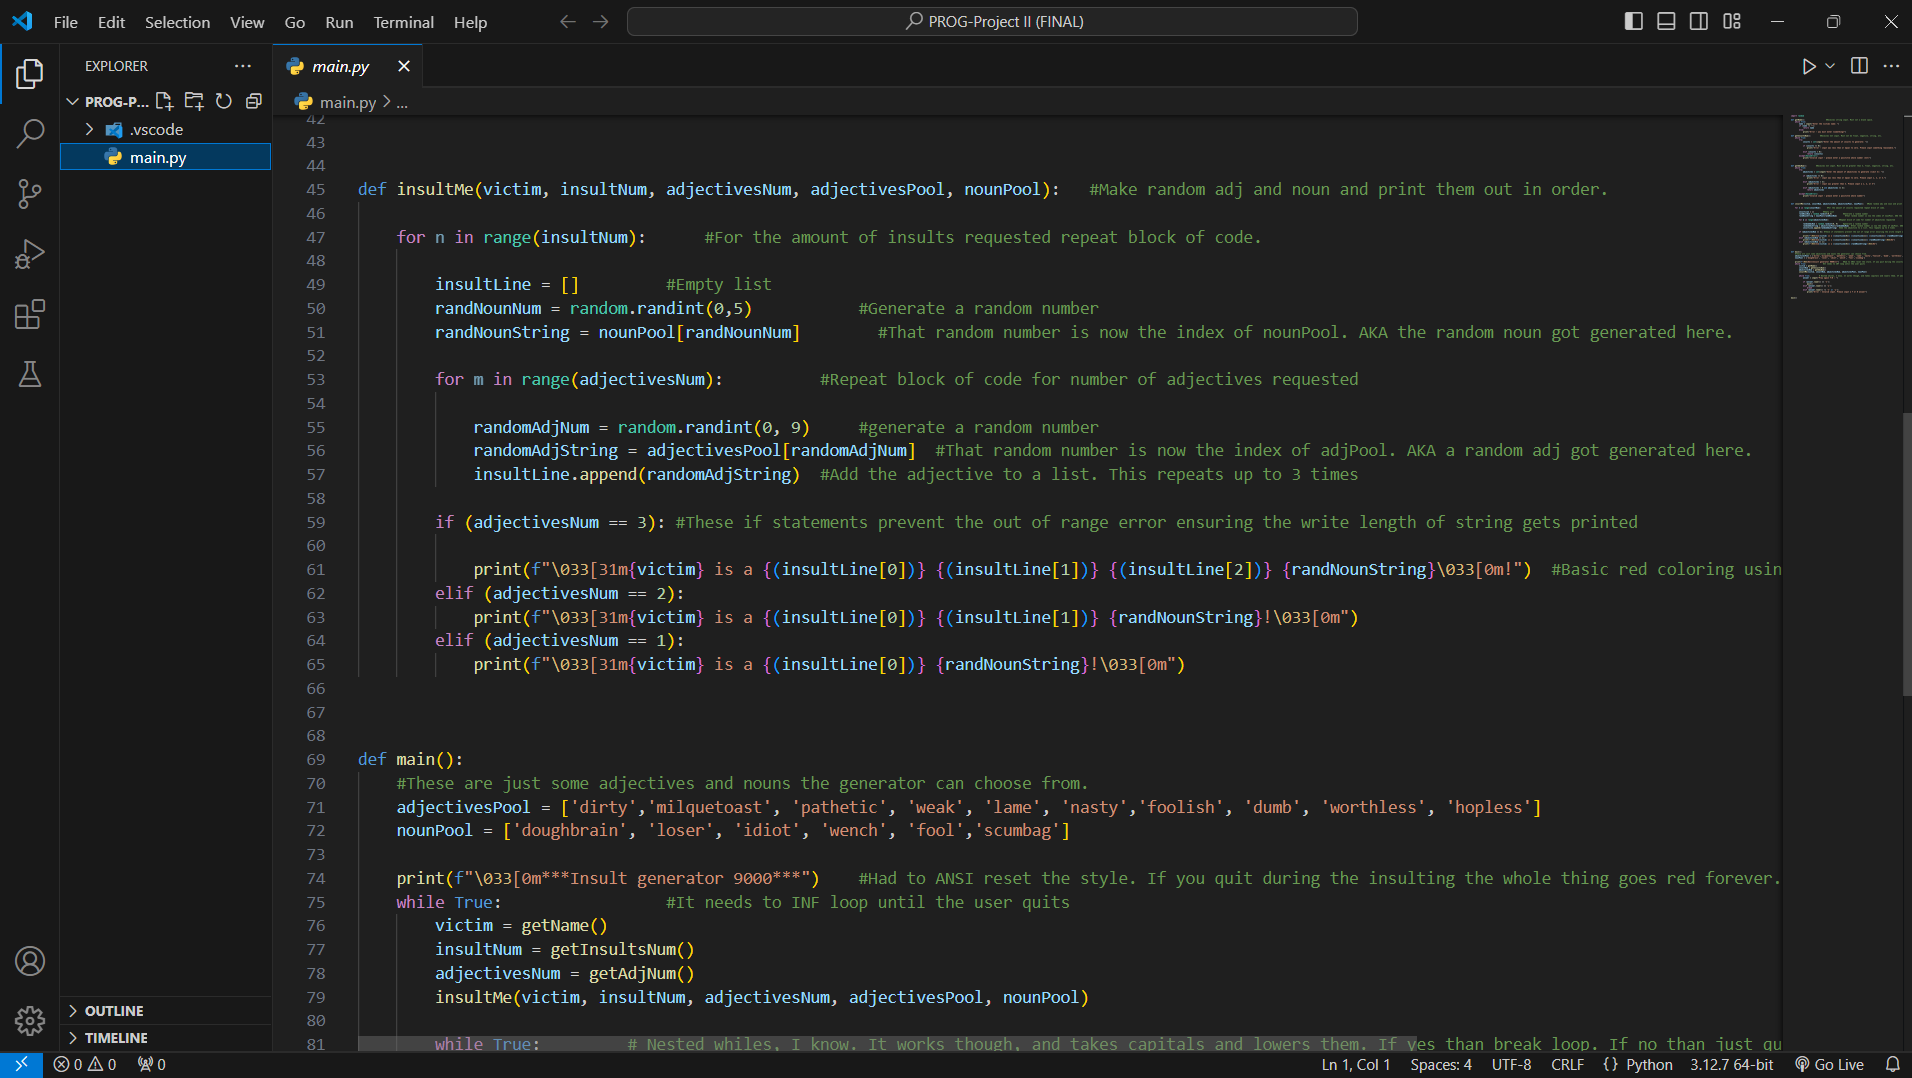 File Edit Selection View Go Run Terminal Help
PROG-Project II (FINAL)
EXPLORER
PROG-P...
.vscode
main.py
OUTLINE
TIMELINE
main.py
main.py > ...
42
43
44
45 def insultMe(victim, insultNum, adjectivesNum, adjectivesPool, nounPool): #Make random adj and noun and print them out in order.
46
47 for n in range(insultNum): #For the amount of insults requested repeat block of code.
48
49 insultLine = [] #Empty list
50 randNounNum = random.randint(0,5) #Generate a random number
51 randNounString = nounPool[randNounNum] #That random number is now the index of nounPool. AKA the random noun got generated here.
52
53 for m in range(adjectivesNum): #Repeat block of code for number of adjectives requested
54
55 randomAdjNum = random.randint(0, 9) #generate a random number
56 randomAdjString = adjectivesPool[randomAdjNum] #That random number is now the index of adjPool. AKA a random adj got generated here.
57 insultLine.append(randomAdjString) #Add the adjective to a list. This repeats up to 3 times
58
59 if (adjectivesNum == 3): #These if statements prevent the out of range error ensuring the write length of string gets printed
60
61 print(f"\033[31m{victim} is a {(insultLine[0])} {(insultLine[1])} {(insultLine[2])} {randNounString}\033[0m!") #Basic red coloring usin
62 elif (adjectivesNum == 2):
63 print(f"\033[31m{victim} is a {(insultLine[0])} {(insultLine[1])} {randNounString}!\033[0m")
64 elif (adjectivesNum == 1):
65 print(f"\033[31m{victim} is a {(insultLine[0])} {randNounString}!\033[0m")
66
67
68
69 def main():
70 #These are just some adjectives and nouns the generator can choose from.
71 adjectivesPool = ['dirty','milquetoast', 'pathetic', 'weak', 'lame', 'nasty','foolish', 'dumb', 'worthless', 'hopless']
72 nounPool = ['doughbrain', 'loser', 'idiot', 'wench', 'fool','scumbag']
73
74 print(f"\033[0m***Insult generator 9000***") #Had to ANSI reset the style. If you quit during the insulting the whole thing goes red forever.
75 while True: #It needs to INF loop until the user quits
76 victim = getName()
77 insultNum = getInsultsNum()
78 adjectivesNum = getAdjNum()
79 insultMe(victim, insultNum, adjectivesNum, adjectivesPool, nounPool)
80
81 while True: # Nested whiles, I know. It works though, and takes capitals and lowers them. If yes than break loop. If no than just qu
0 0 0 Ln 1, Col 1 Spaces: 4 UTF-8 CRLF {} Python 3.12.7 64-bit Go Live